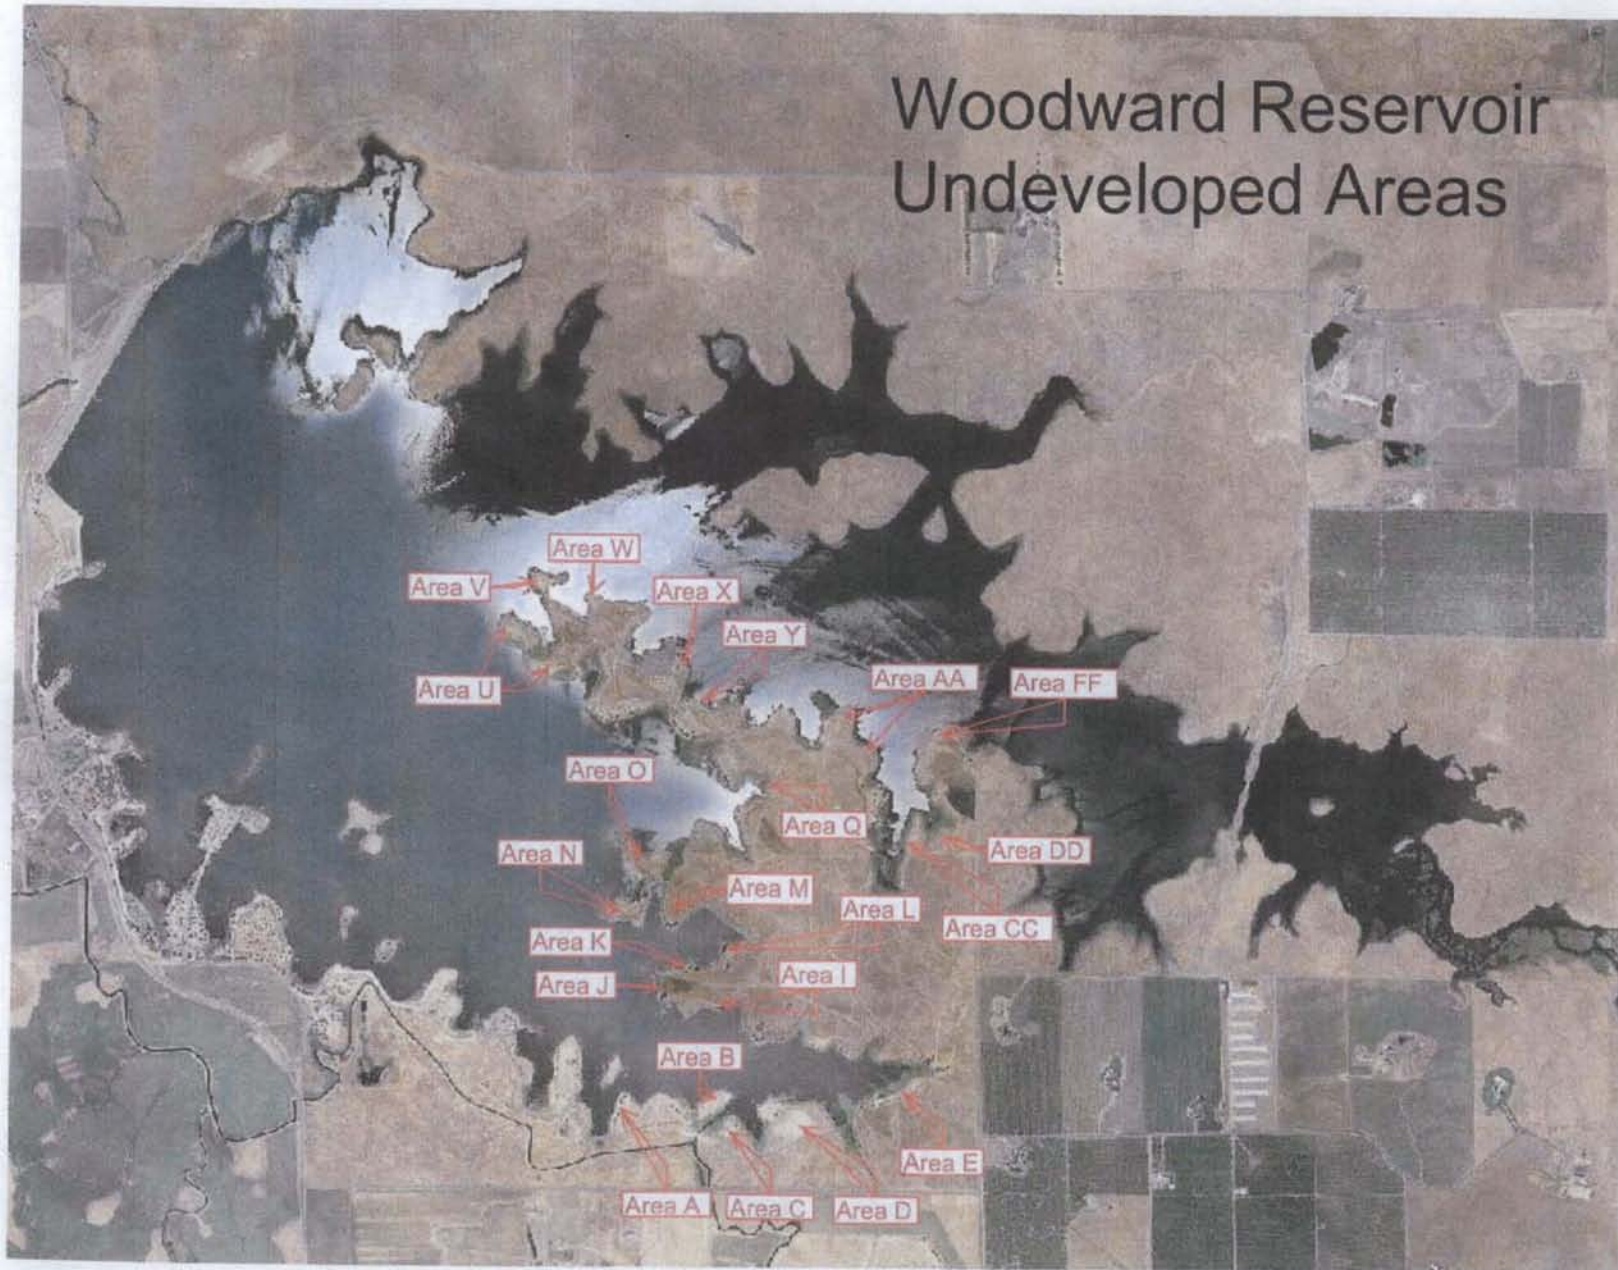 Woodward Reservoir
Undeveloped Areas
Area W
Area V
Area X
Area Y
Area U
Area AA
Area FF
Area O
Area Q
Area N
Area DD
Area M
Area L
Area K
Area CC
Area J
Area I
Area B
Area E
Area A
Area C
Area D